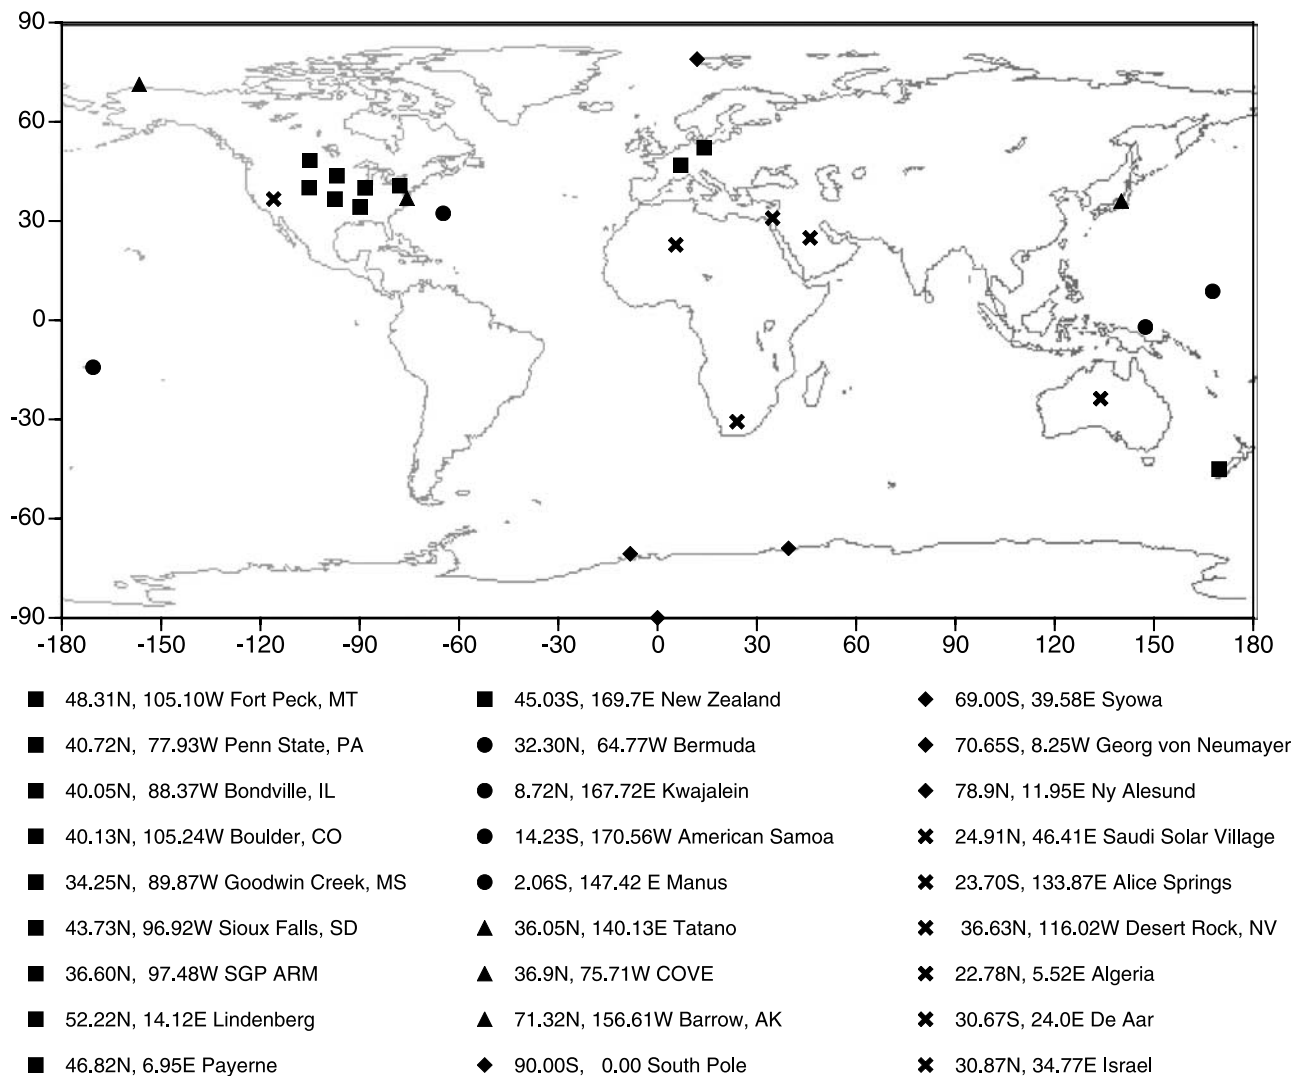 90
60
30
0
-30
-60
-90
-180 -150 -120 -90 -60 -30 0 30 60 90 120 150 180
48.31N, 105.10W Fort Peck, MT
40.72N, 77.93W Penn State, PA
40.05N, 88.37W Bondville, IL
40.13N, 105.24W Boulder, CO
34.25N, 89.87W Goodwin Creek, MS
43.73N, 96.92W Sioux Falls, SD
36.60N, 97.48W SGP ARM
52.22N, 14.12E Lindenberg
46.82N, 6.95E Payerne
45.03S, 169.7E New Zealand
32.30N, 64.77W Bermuda
8.72N, 167.72E Kwajalein
14.23S, 170.56W American Samoa
2.06S, 147.42 E Manus
36.05N, 140.13E Tatano
36.9N, 75.71W COVE
71.32N, 156.61W Barrow, AK
90.00S, 0.00 South Pole
69.00S, 39.58E Syowa
70.65S, 8.25W Georg von Neumayer
78.9N, 11.95E Ny Alesund
24.91N, 46.41E Saudi Solar Village
23.70S, 133.87E Alice Springs
36.63N, 116.02W Desert Rock, NV
22.78N, 5.52E Algeria
30.67S, 24.0E De Aar
30.87N, 34.77E Israel